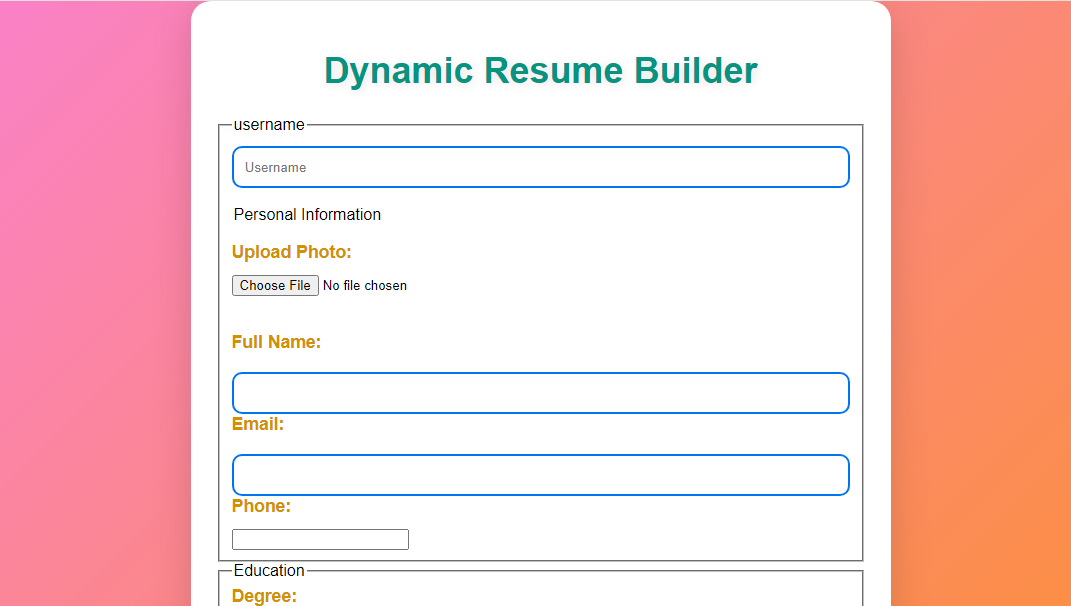 Dynamic Resume Builder
username
Username
Personal Information
Upload Photo:
Choose File No file chosen
Full Name:
Email:
Phone:
Education
Degree: